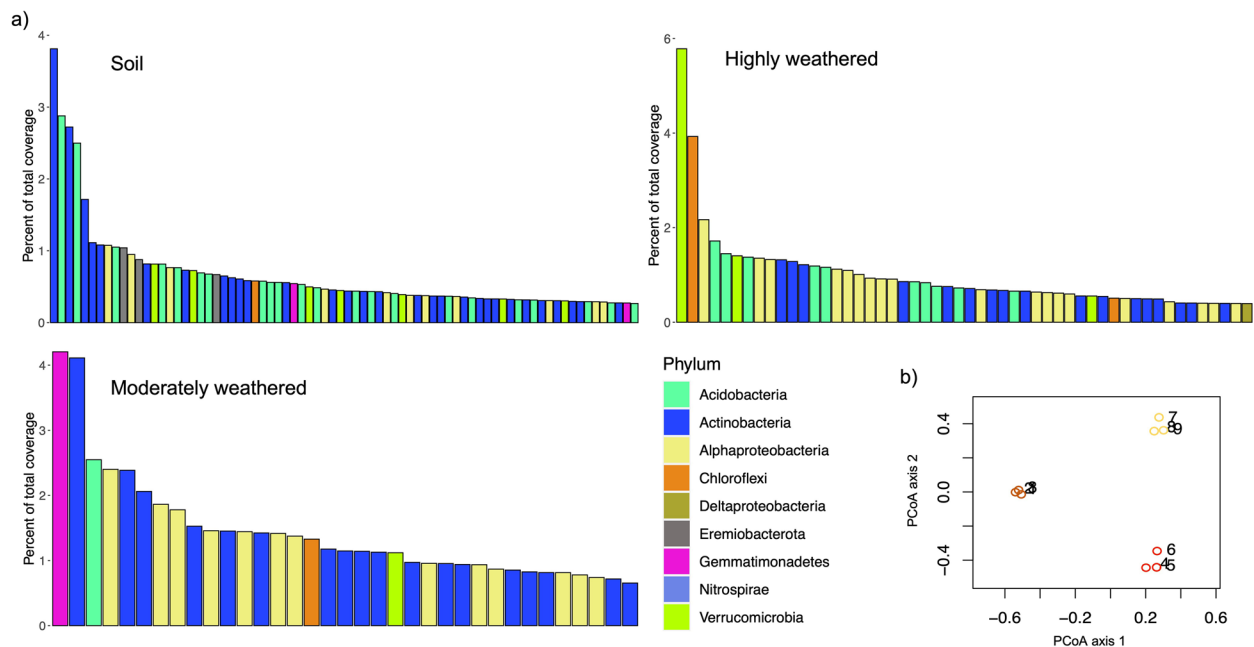 a)
Soil
Percent of total coverage
4
3
2
1
0
Highly weathered
Percent of total coverage
6
4
2
0
Moderately weathered
Percent of total coverage
4
3
2
1
0
Phylum
Acidobacteria
Actinobacteria
Alphaproteobacteria
Chloroflexi
Deltaproteobacteria
Eremiobacterota
Gemmatimonadetes
Nitrospirae
Verrucomicrobia
b)
PCoA axis 2
0.4
0.0
−0.4
7
8 9
2 3
6
4 5
−0.6 −0.2 0.2 0.6
PCoA axis 1